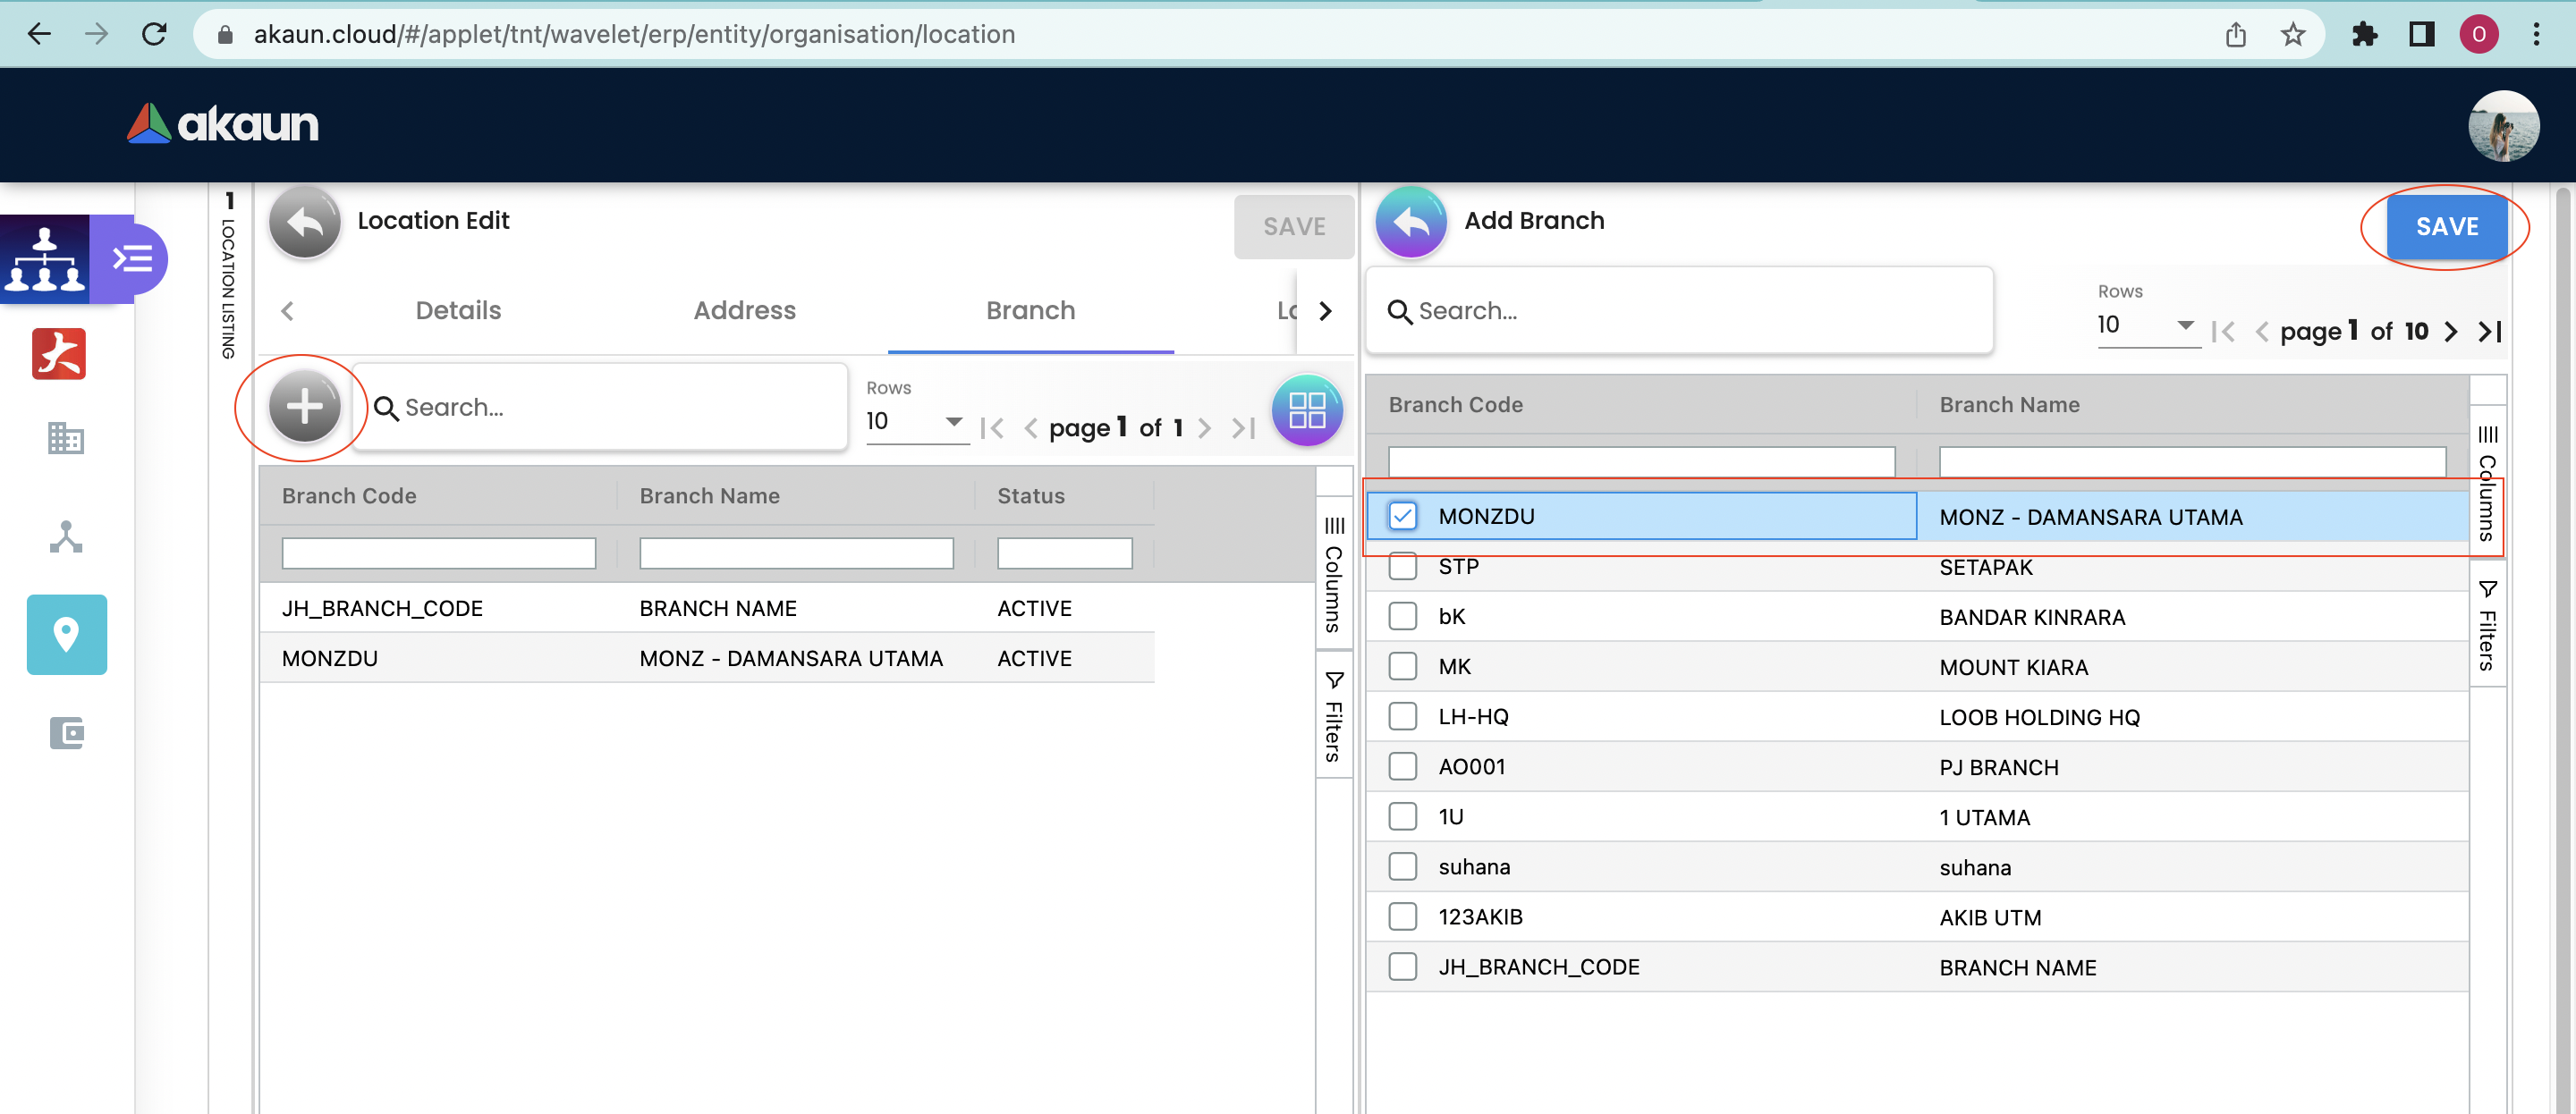 akaun.cloud/#/applet/tnt/wavelet/erp/entity/organisation/location
O
akaun
1 LOCATION LISTING
Location Edit
SAVE
Details Address Branch Lo
Search...
Rows
10
page 1 of 1
Branch Code Branch Name Status
JH_BRANCH_CODE BRANCH NAME ACTIVE
MONZDU MONZ - DAMANSARA UTAMA ACTIVE
Columns
Filters
Add Branch
SAVE
Search...
Rows
10
page 1 of 10
Branch Code Branch Name
MONZDU MONZ - DAMANSARA UTAMA
STP SETAPAK
bK BANDAR KINRARA
MK MOUNT KIARA
LH-HQ LOOB HOLDING HQ
AO001 PJ BRANCH
1U 1 UTAMA
suhana suhana
123AKIB AKIB UTM
JH_BRANCH_CODE BRANCH NAME
Columns
Filters